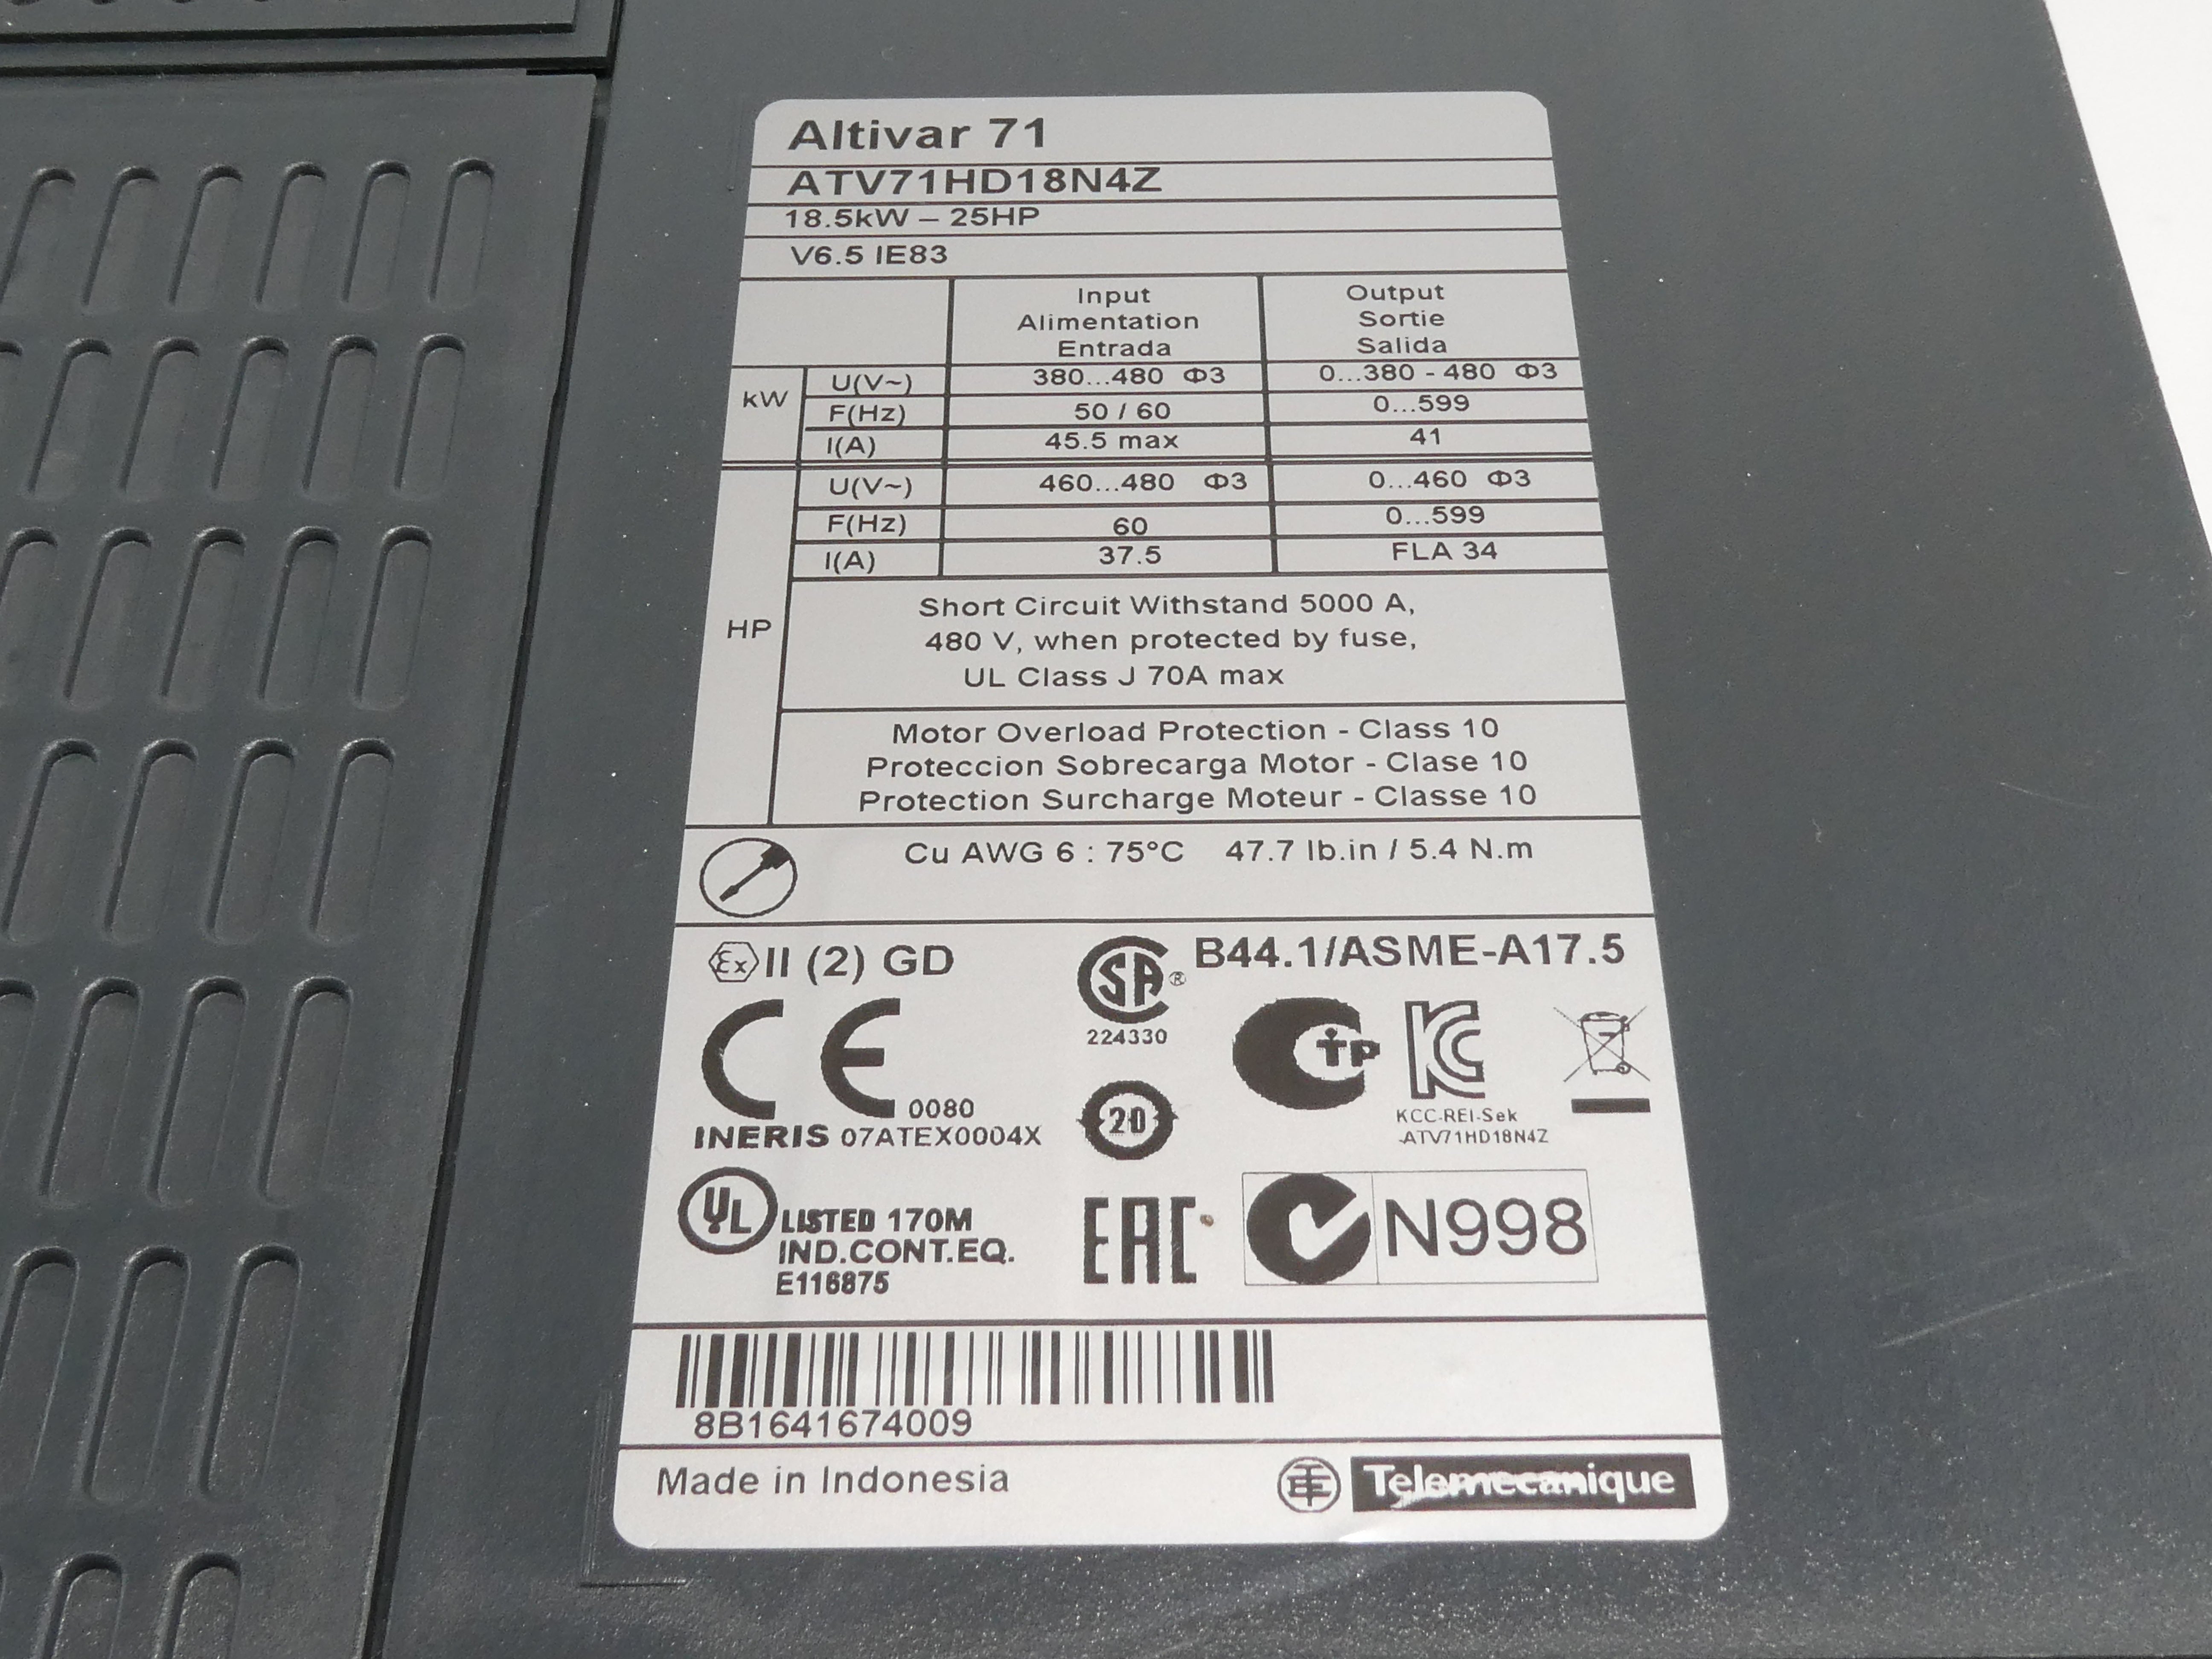 Altivar 71
ATV71HD18N4Z
18.5kW – 25HP
V6.5 IE83
Input
Alimentation
Entrada
Output
Sortie
Salida
kW
U(V~) 380...480 Φ3 0...380 - 480 Φ3
F(Hz) 50 / 60 0...599
I(A) 45.5 max 41
HP
U(V~) 460...480 Φ3 0...460 Φ3
F(Hz) 60 0...599
I(A) 37.5 FLA 34
Short Circuit Withstand 5000 A,
480 V, when protected by fuse,
UL Class J 70A max
Motor Overload Protection - Class 10
Proteccion Sobrecarga Motor - Clase 10
Protection Surcharge Moteur - Classe 10
Cu AWG 6 : 75°C 47.7 lb.in / 5.4 N.m
Ex II (2) GD
SA® B44.1/ASME-A17.5
224330
CE 0080
INERIS 07ATEX0004X
20
CTP
KC
KCC-REI-Sek
-ATV71HD18N4Z
UL LISTED 170M
IND.CONT.EQ.
E116875
EAC
N998
8B1641674009
Made in Indonesia
TE Telemecanique